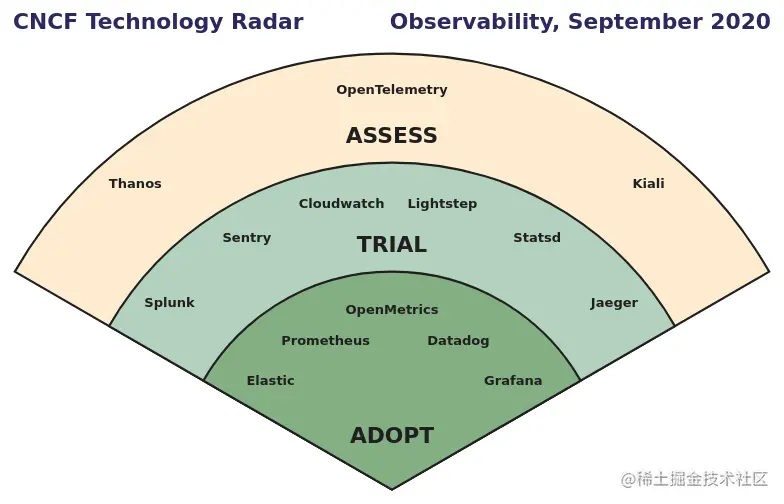 CNCF Technology Radar
Observability, September 2020
OpenTelemetry
ASSESS
Thanos
Kiali
Cloudwatch
Lightstep
Sentry
Statsd
TRIAL
Splunk
Jaeger
OpenMetrics
Prometheus
Datadog
Elastic
Grafana
ADOPT
@稀土掘金技术社区